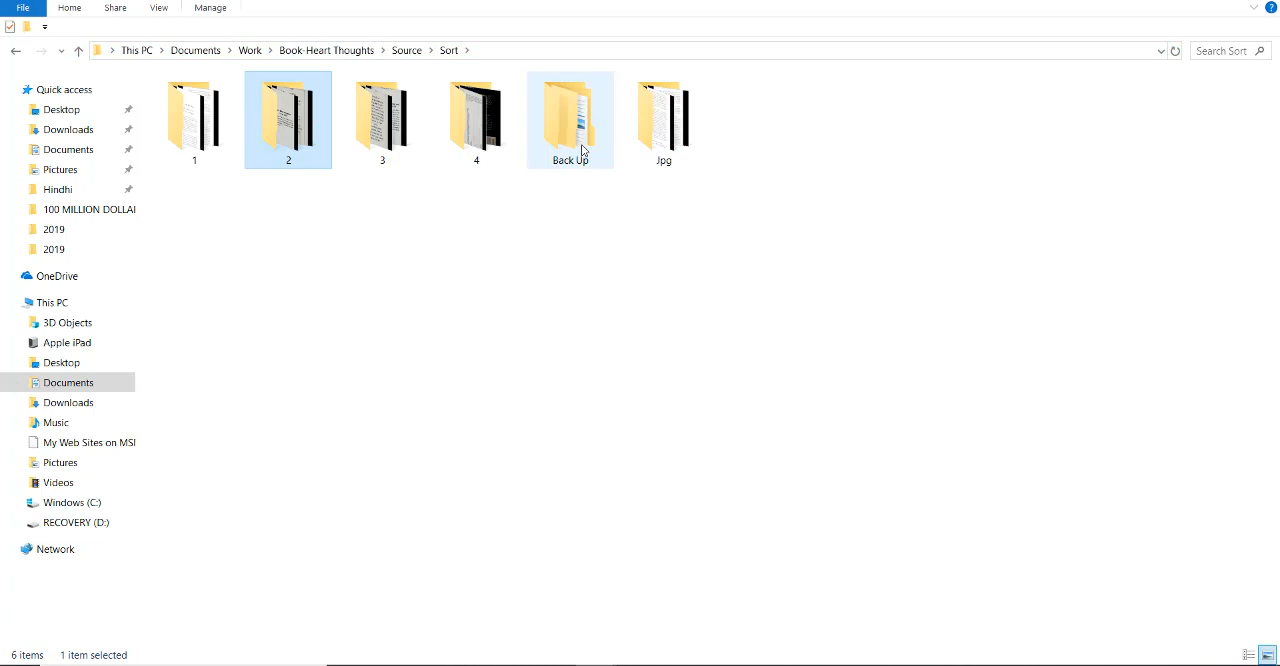 File Home Share View Manage
This PC Documents Work Book-Heart Thoughts Source Sort
Search Sort
Quick access
Desktop
Downloads
Documents
Pictures
Hindhi
100 MILLION DOLLAI
2019
2019
OneDrive
This PC
3D Objects
Apple iPad
Desktop
Documents
Downloads
Music
My Web Sites on MSI
Pictures
Videos
Windows (C:)
RECOVERY (D:)
Network
1 2 3 4 Back Up Jpg
6 items 1 item selected